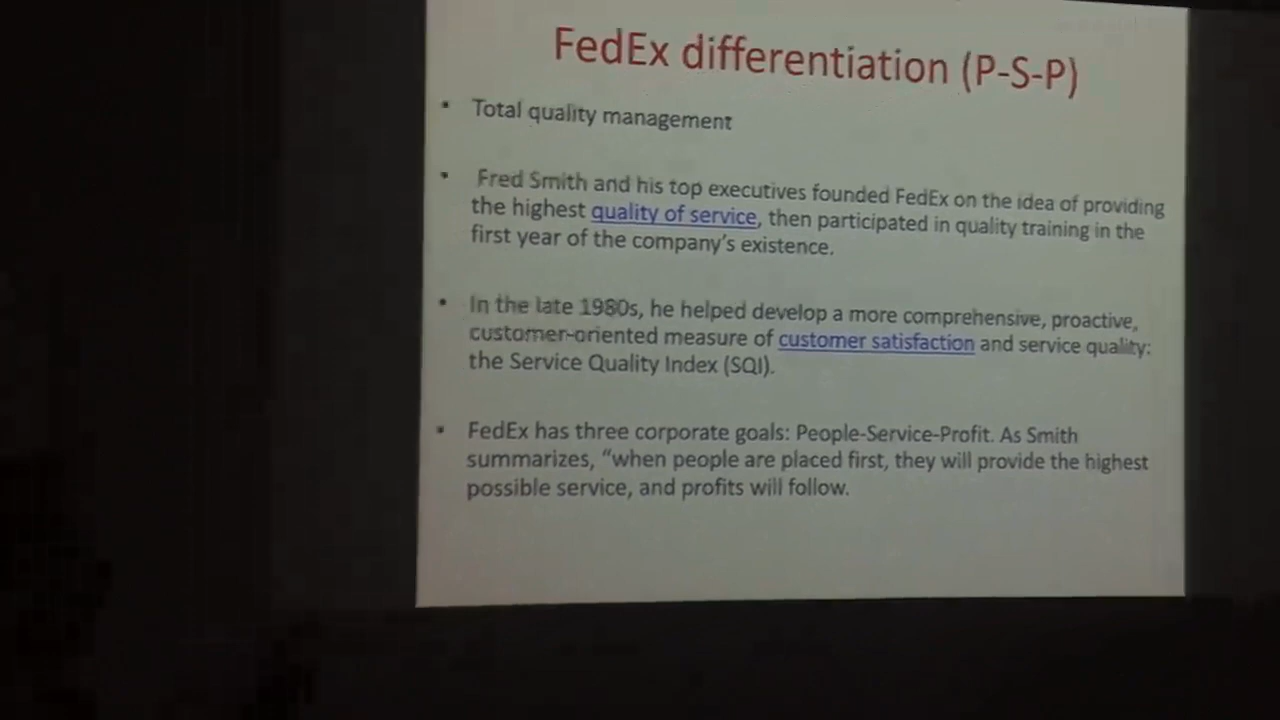 FedEx differentiation (P-S-P)
• Total quality management
• Fred Smith and his top executives founded FedEx on the idea of providing
the highest quality of service, then participated in quality training in the
first year of the company's existence.
• In the late 1980s, he helped develop a more comprehensive, proactive,
customer-oriented measure of customer satisfaction and service quality:
the Service Quality Index (SQI).
• FedEx has three corporate goals: People-Service-Profit. As Smith
summarizes, “when people are placed first, they will provide the highest
possible service, and profits will follow.